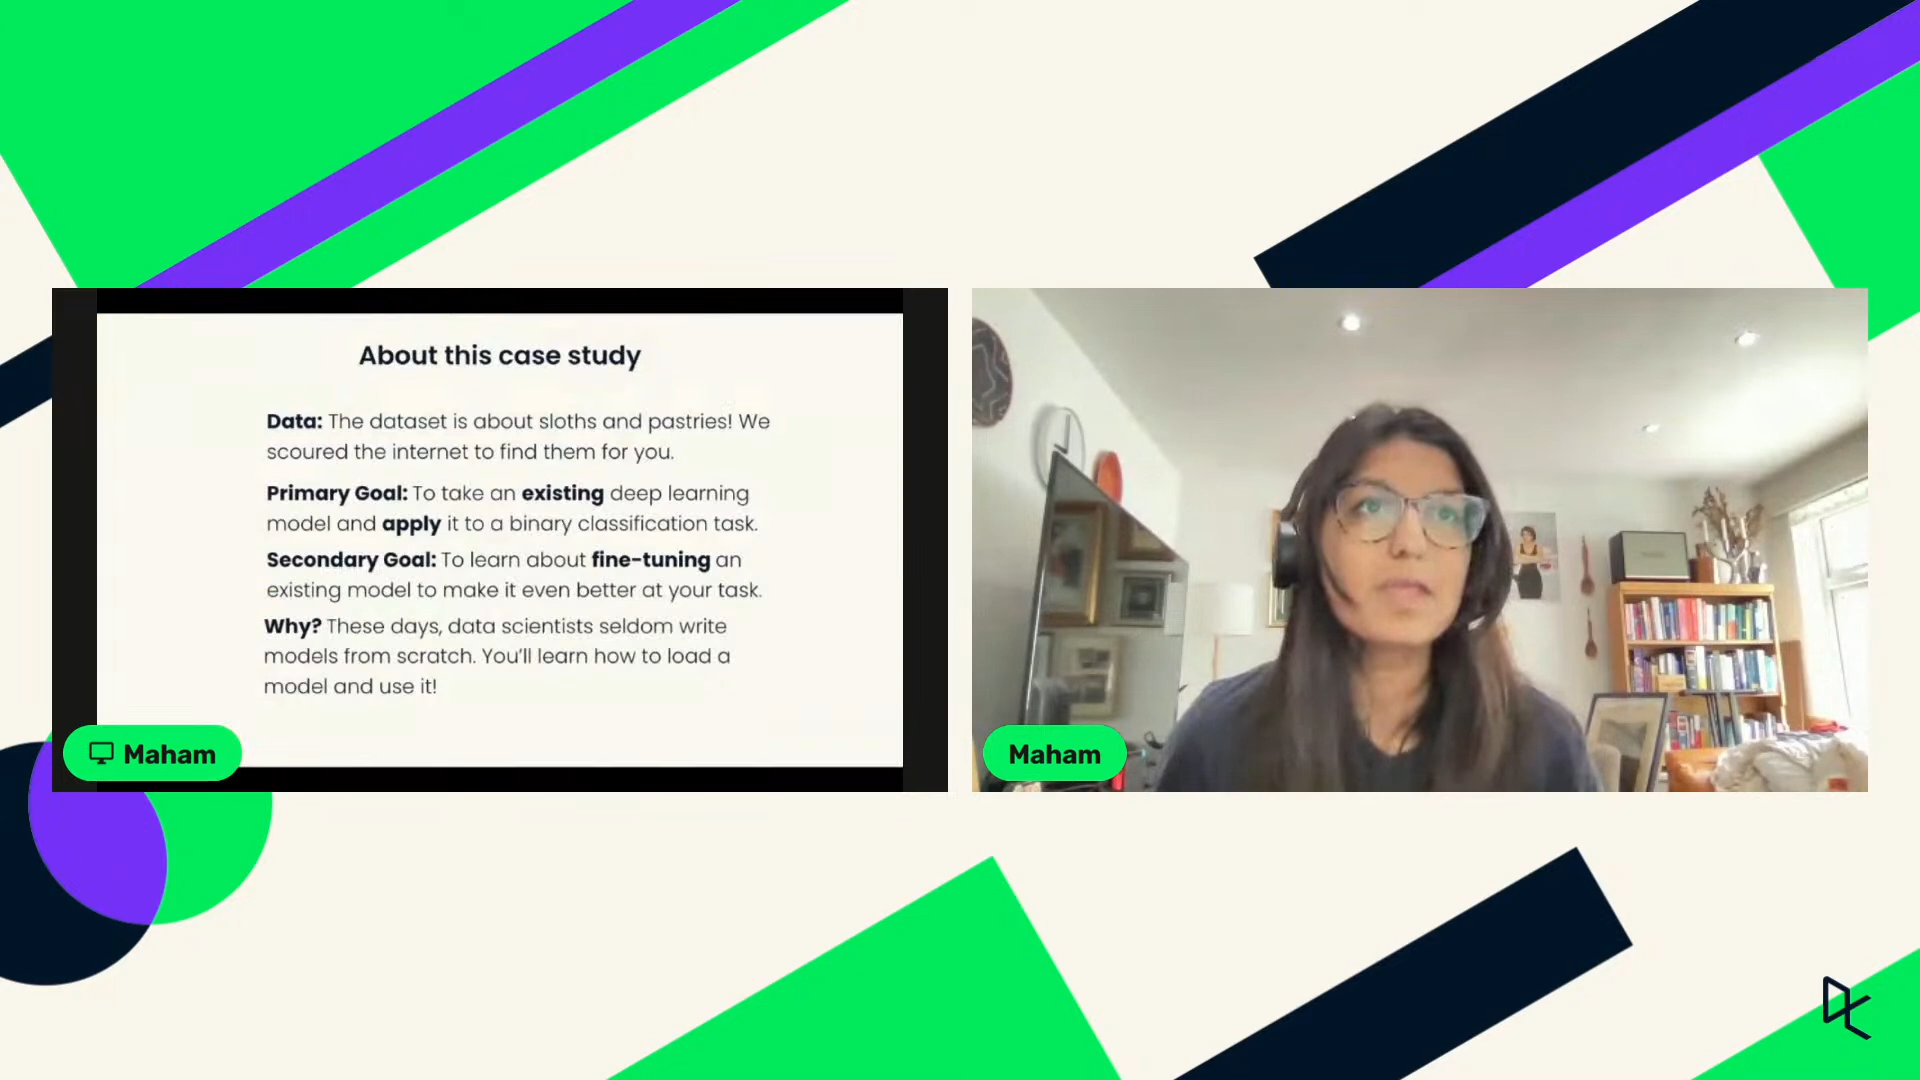 About this case study
Data: The dataset is about sloths and pastries! We
scoured the internet to find them for you.
Primary Goal: To take an existing deep learning
model and apply it to a binary classification task.
Secondary Goal: To learn about fine-tuning an
existing model to make it even better at your task.
Why? These days, data scientists seldom write
models from scratch. You'll learn how to load a
model and use it!
Maham
Maham